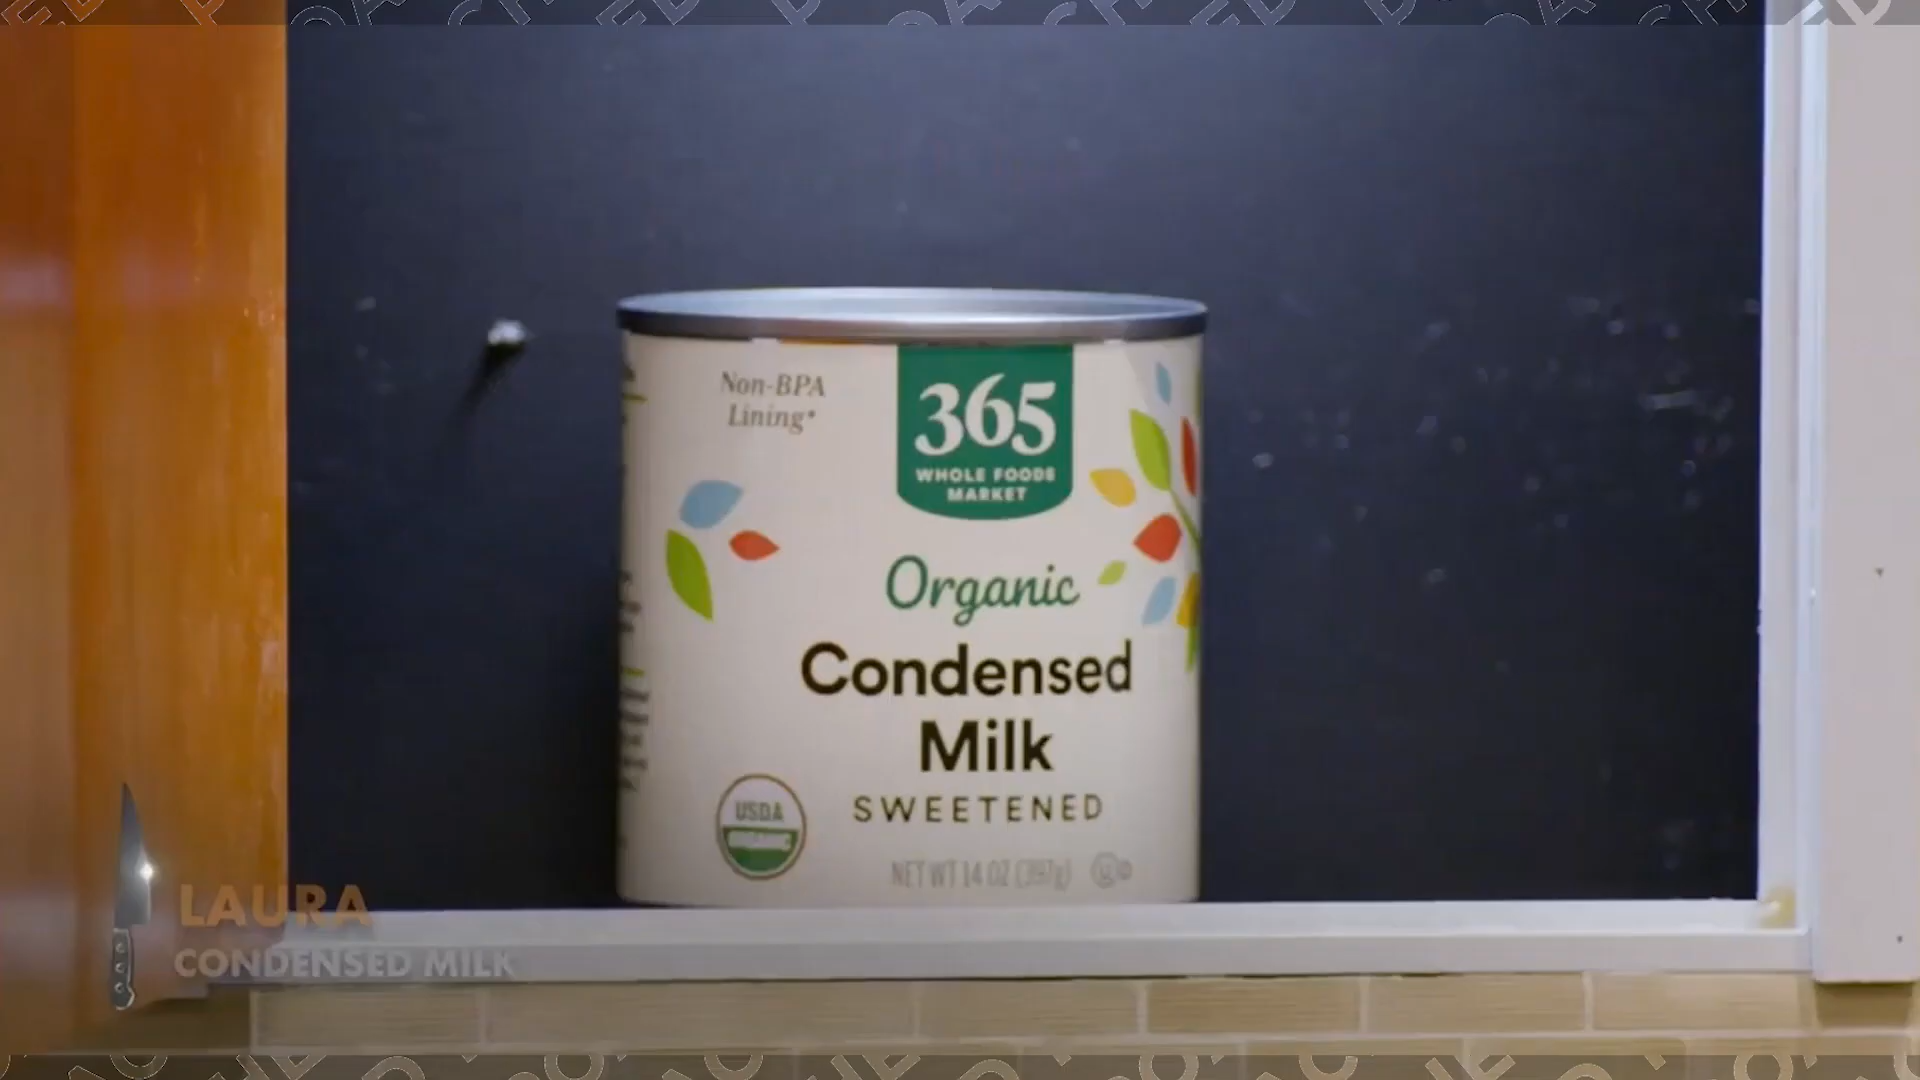 Non-BPA
Lining*
365
WHOLE FOODS
MARKET
Organic
Condensed
Milk
SWEETENED
USDA
ORGANIC
NET WT 14 OZ (397g)
LAURA
CONDENSED MILK